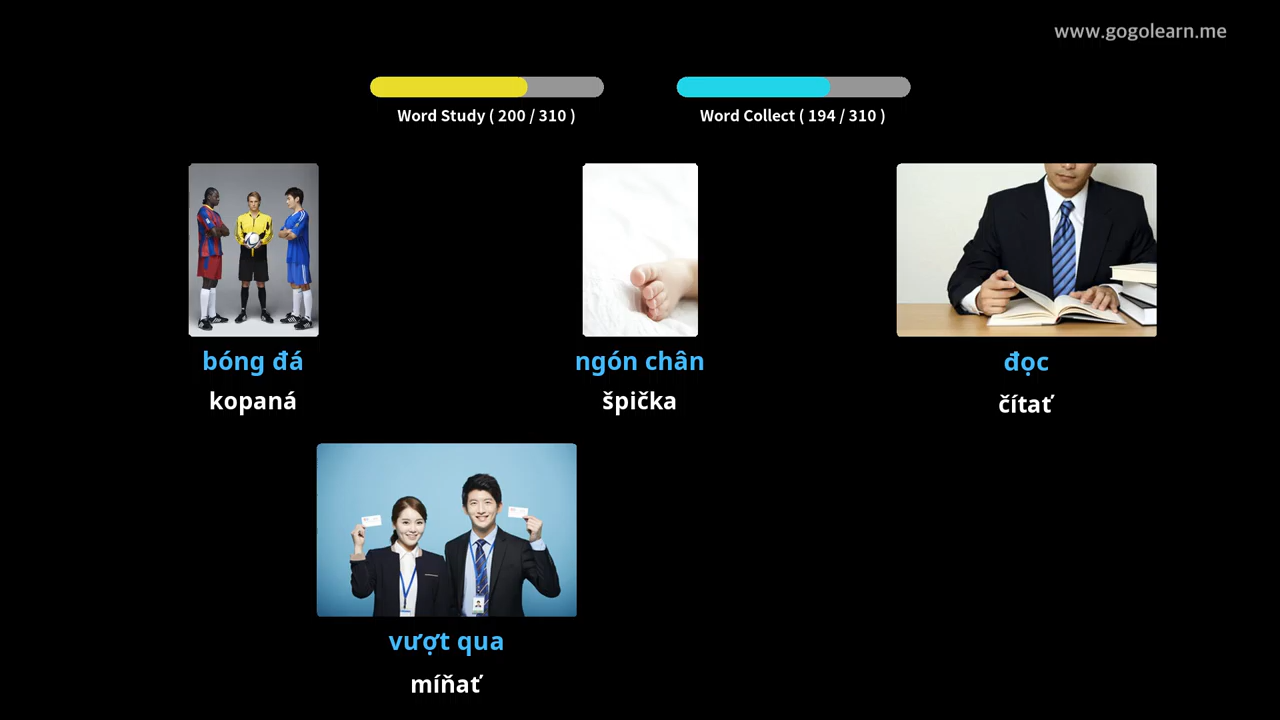 www.gogolearn.me
Word Study ( 200 / 310 )
Word Collect ( 194 / 310 )
bóng đá
kopaná
ngón chân
špička
đọc
čítať
vượt qua
míňať